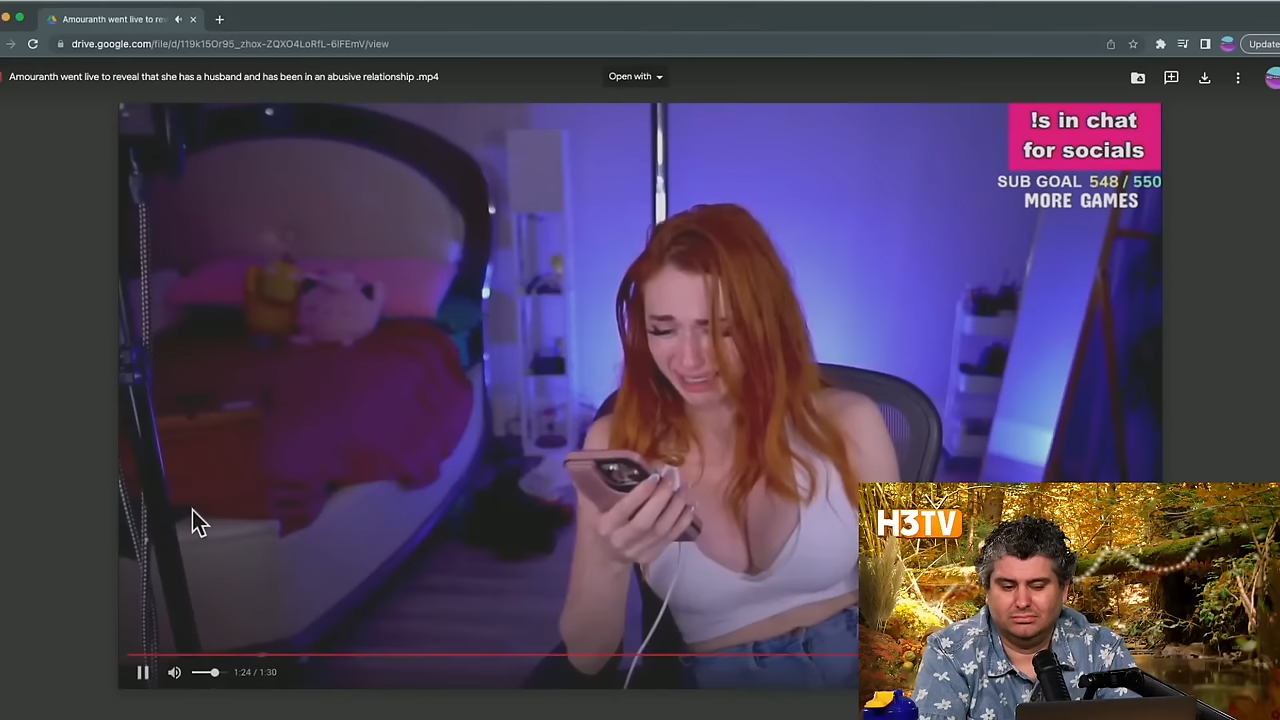 Amouranth went live to rev
drive.google.com/file/d/119k15Or95_zhox-ZQXO4LoRfL-6lFEmV/view
Update
Amouranth went live to reveal that she has a husband and has been in an abusive relationship .mp4
Open with
!s in chat
for socials
SUB GOAL 548 / 550
MORE GAMES
H3TV
1:24 / 1:30